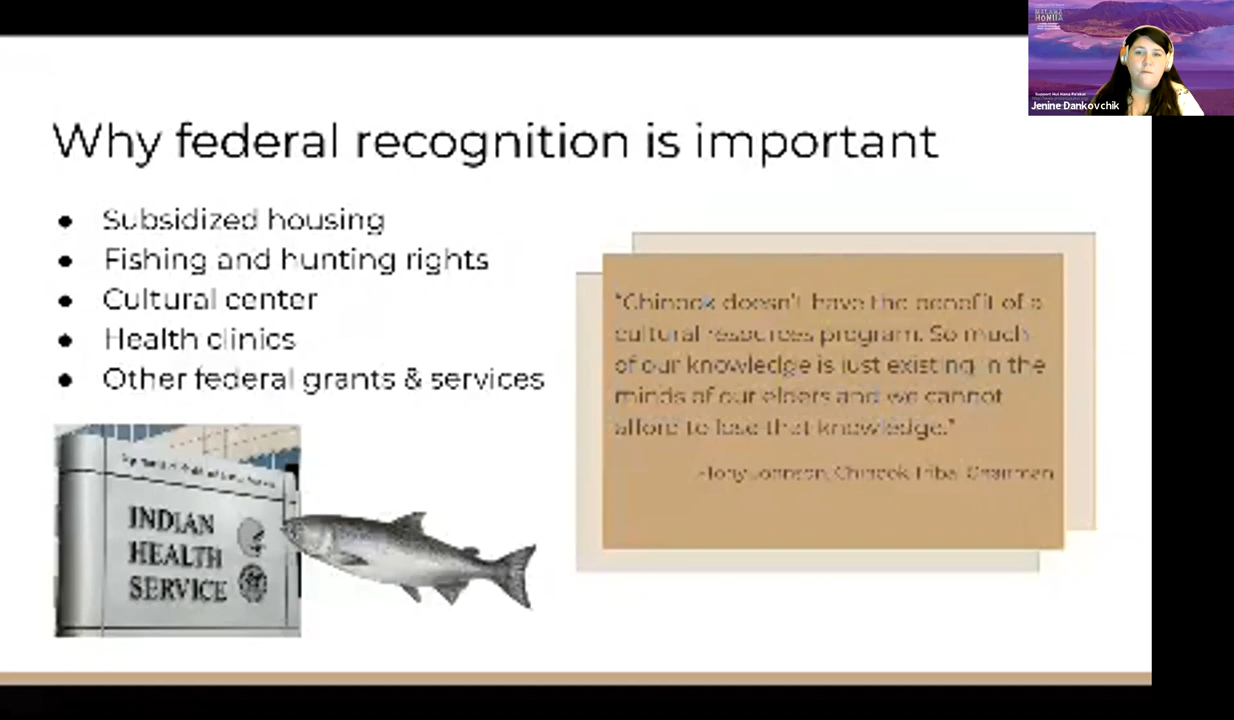 Why federal recognition is important
● Subsidized housing
● Fishing and hunting rights
● Cultural center
● Health clinics
● Other federal grants & services
"Chinook doesn't have the benefit of a
cultural resources program. So much
of our knowledge is just existing in the
minds of our elders and we cannot
afford to lose that knowledge."
-Tony Johnson, Chinook Tribal Chairman
INDIAN
HEALTH
SERVICE
Jenine Dankovchik